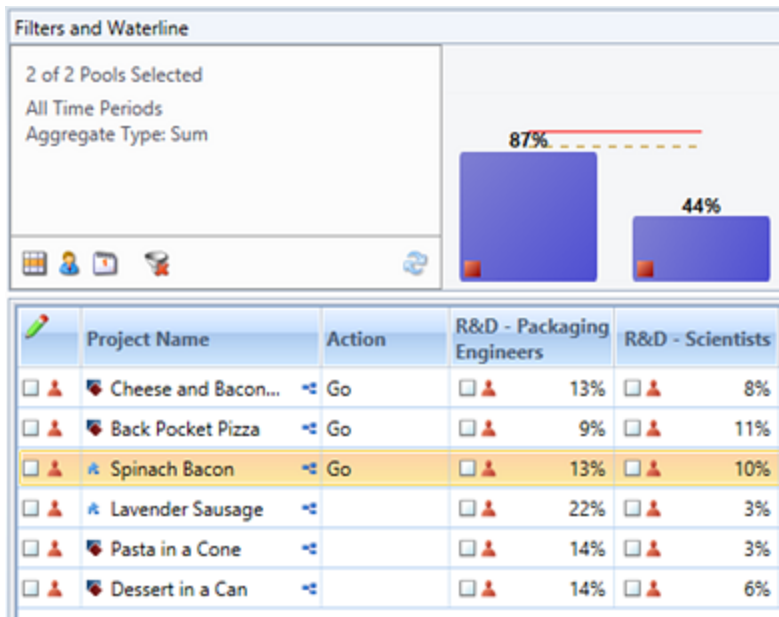 Filters and Waterline
2 of 2 Pools Selected
All Time Periods
Aggregate Type: Sum
87%
44%
Project Name Action R&D - Packaging Engineers R&D - Scientists
Cheese and Bacon... Go 13% 8%
Back Pocket Pizza Go 9% 11%
Spinach Bacon Go 13% 10%
Lavender Sausage 22% 3%
Pasta in a Cone 14% 3%
Dessert in a Can 14% 6%